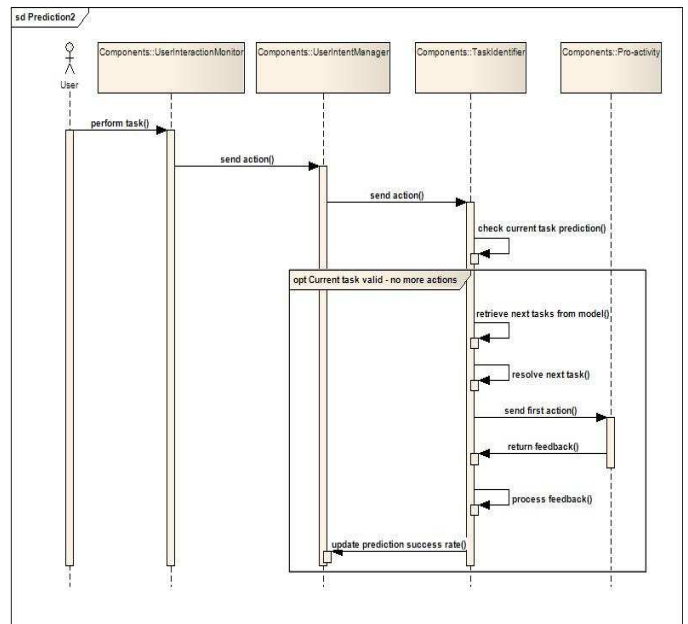 sd Prediction2
User
Components::UserInteractionMonitor
Components::UserIntentManager
Components::TaskIdentifier
Components::Pro-activity
perform task()
send action()
send action()
check current task prediction()
opt Current task valid - no more actions
retrieve next tasks from model()
resolve next task()
send first action()
return feedback()
process feedback()
update prediction success rate()